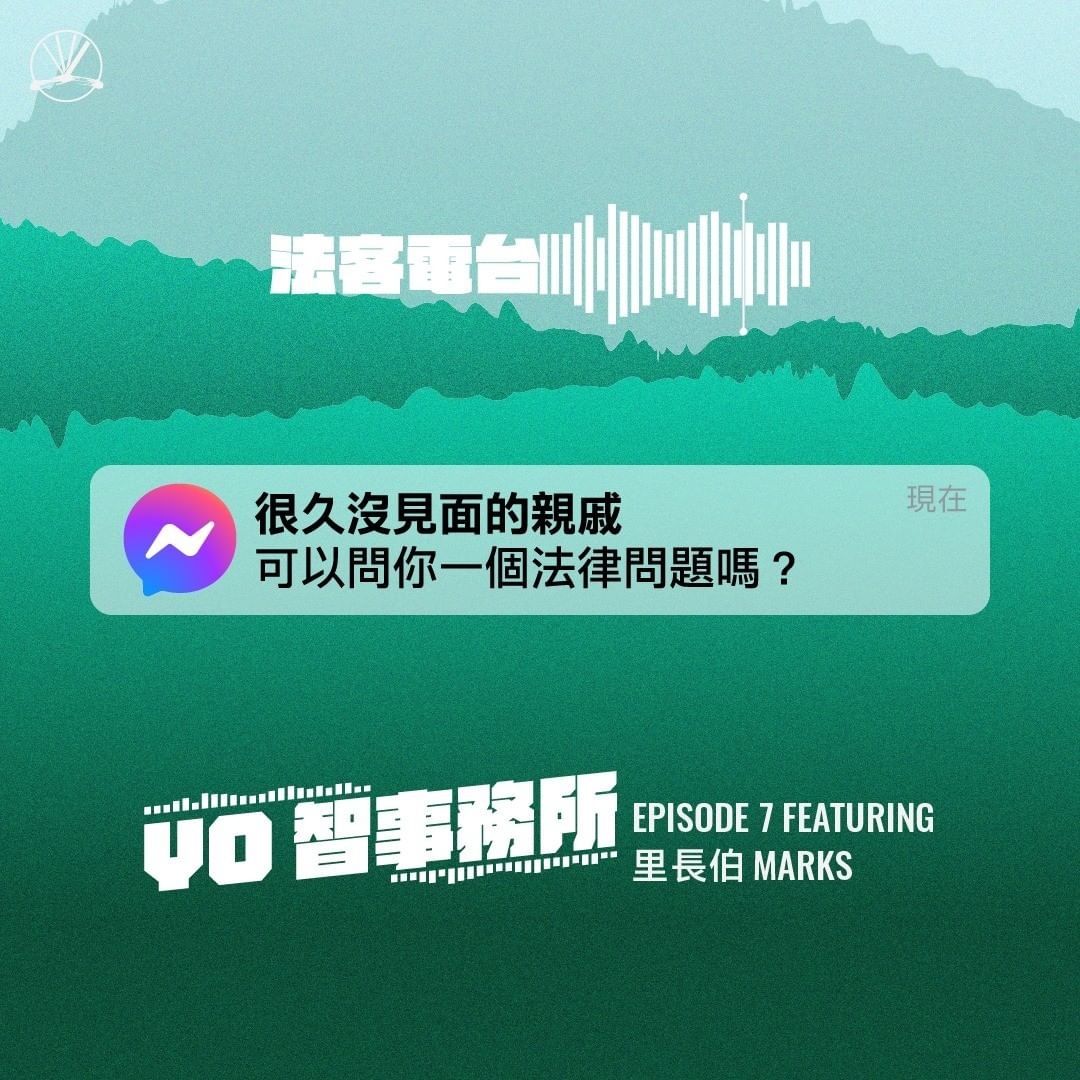 法客電台
很久沒見面的親戚
現在
可以問你一個法律問題嗎？
YO 智事務所
EPISODE 7 FEATURING
里長伯 MARKS